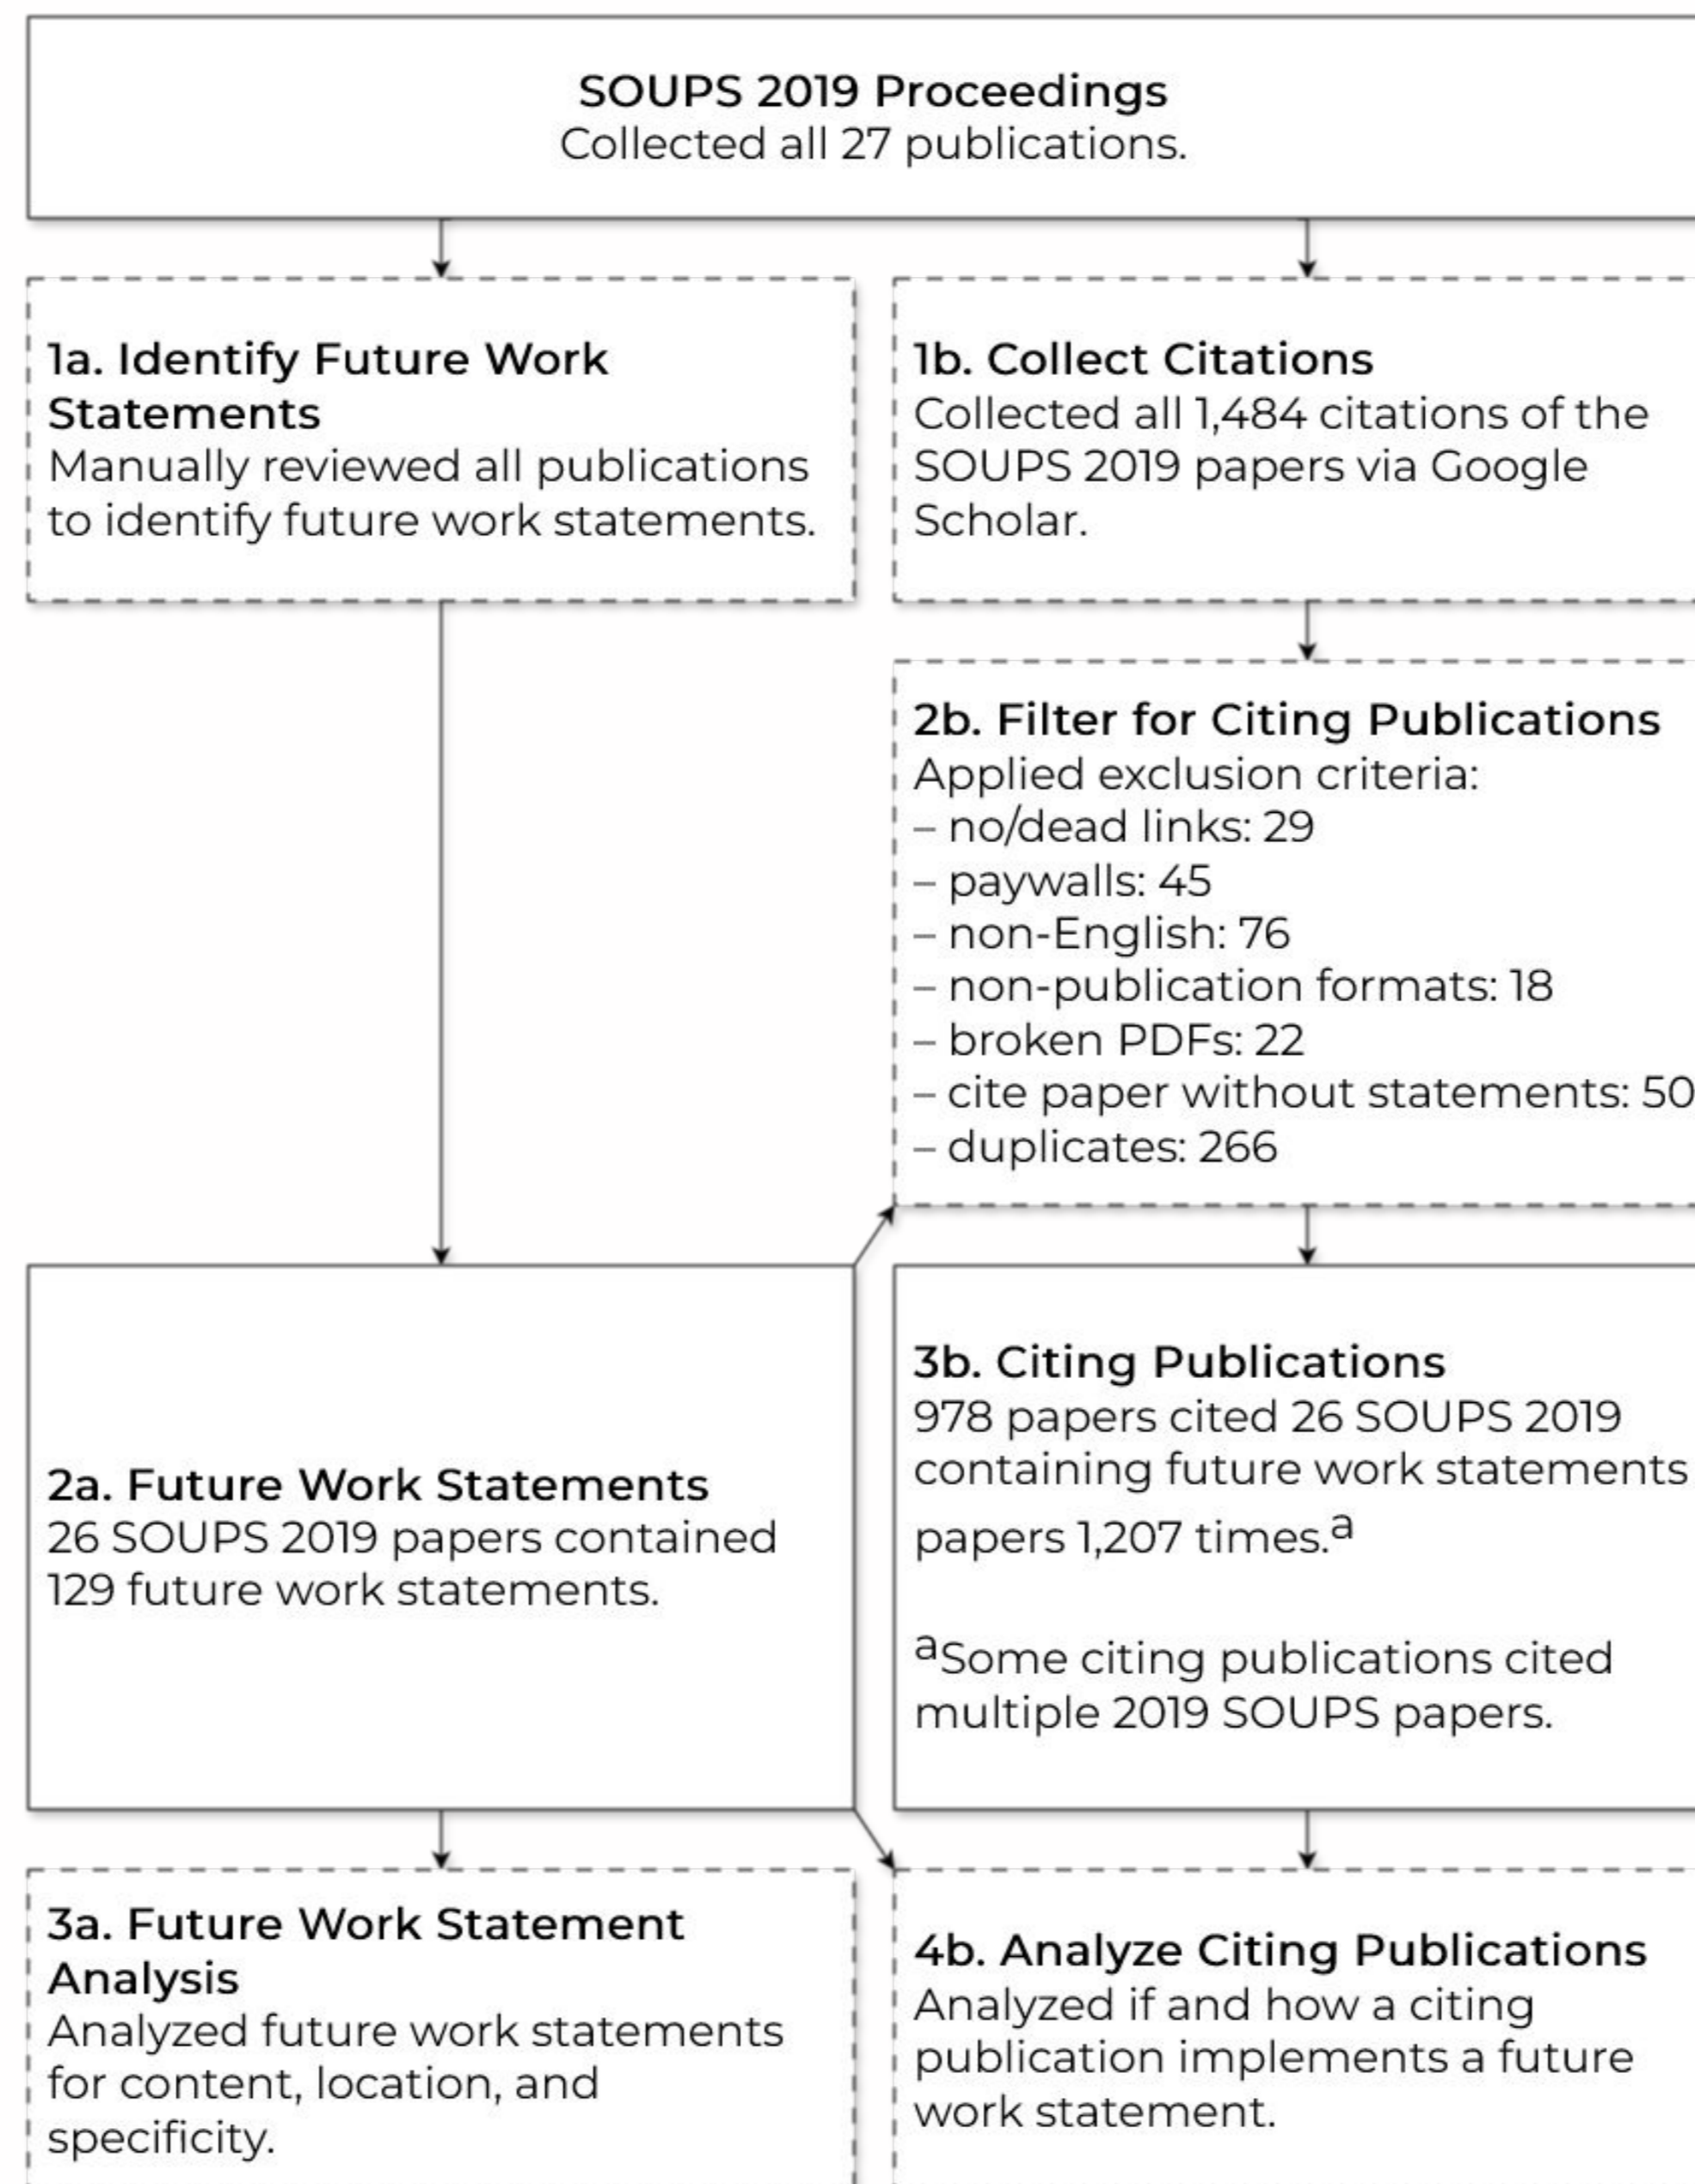 SOUPS 2019 Proceedings
Collected all 27 publications.
1a. Identify Future Work
Statements
Manually reviewed all publications
to identify future work statements.
1b. Collect Citations
Collected all 1,484 citations of the
SOUPS 2019 papers via Google
Scholar.
2b. Filter for Citing Publications
Applied exclusion criteria:
– no/dead links: 29
– paywalls: 45
– non-English: 76
– non-publication formats: 18
– broken PDFs: 22
– cite paper without statements: 50
– duplicates: 266
2a. Future Work Statements
26 SOUPS 2019 papers contained
129 future work statements.
3b. Citing Publications
978 papers cited 26 SOUPS 2019
containing future work statements
papers 1,207 times.a
aSome citing publications cited
multiple 2019 SOUPS papers.
3a. Future Work Statement
Analysis
Analyzed future work statements
for content, location, and
specificity.
4b. Analyze Citing Publications
Analyzed if and how a citing
publication implements a future
work statement.